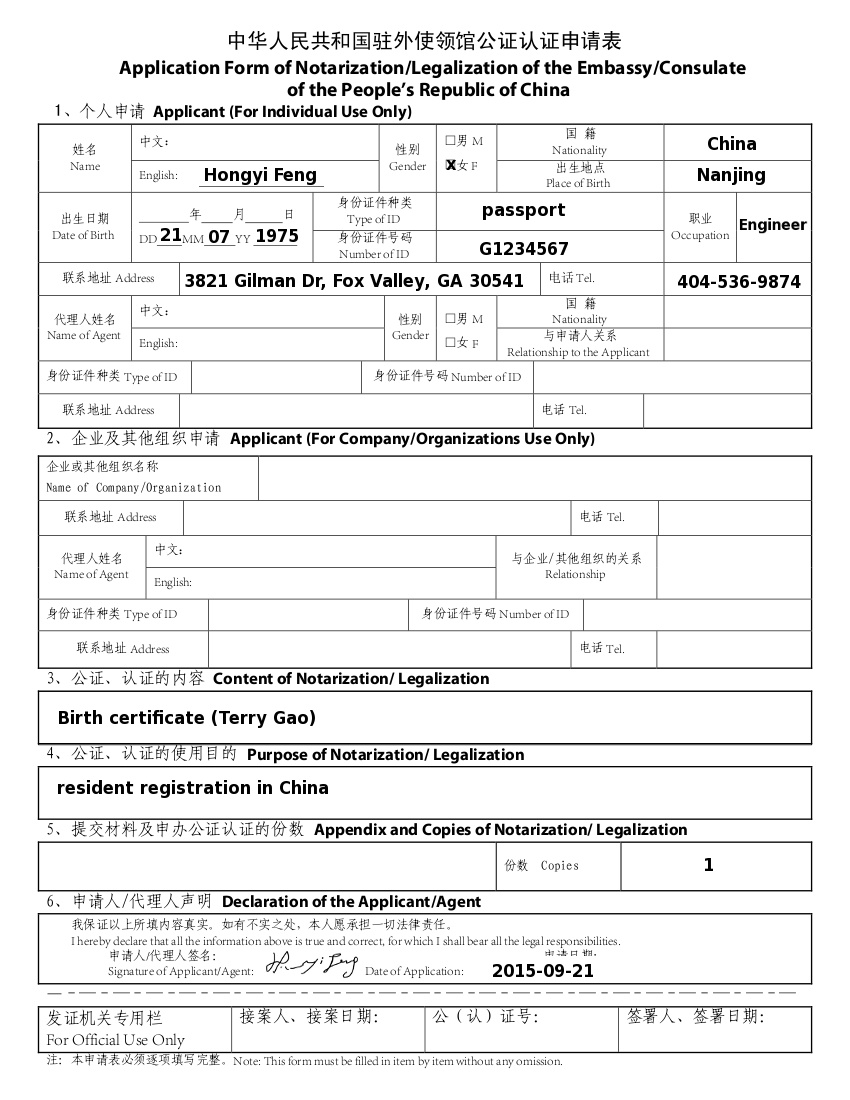 中华人民共和国驻外使领馆公证认证申请表
Application Form of Notarization/Legalization of the Embassy/Consulate
of the People's Republic of China
1、个人申请 Applicant (For Individual Use Only)
姓名 Name 中文: 性别 Gender □男 M 国 籍 Nationality China
English: Hongyi Feng X女 F 出生地点 Place of Birth Nanjing
出生日期 Date of Birth ______年____月____日 身份证件种类 Type of ID passport 职业 Occupation Engineer
DD 21 MM 07 YY 1975 身份证件号码 Number of ID G1234567
联系地址 Address 3821 Gilman Dr, Fox Valley, GA 30541 电话 Tel. 404-536-9874
代理人姓名 Name of Agent 中文: 性别 Gender □男 M 国 籍 Nationality
English: □女 F 与申请人关系 Relationship to the Applicant
身份证件种类 Type of ID 身份证件号码 Number of ID
联系地址 Address 电话 Tel.
2、企业及其他组织申请 Applicant (For Company/Organizations Use Only)
企业或其他组织名称
Name of Company/Organization
联系地址 Address 电话 Tel.
代理人姓名 Name of Agent 中文: 与企业/其他组织的关系 Relationship
English:
身份证件种类 Type of ID 身份证件号码 Number of ID
联系地址 Address 电话 Tel.
3、公证、认证的内容 Content of Notarization/ Legalization
Birth certificate (Terry Gao)
4、公证、认证的使用目的 Purpose of Notarization/ Legalization
resident registration in China
5、提交材料及申办公证认证的份数 Appendix and Copies of Notarization/ Legalization
份数 Copies 1
6、申请人/代理人声明 Declaration of the Applicant/Agent
我保证以上所填内容真实。如有不实之处，本人愿承担一切法律责任。
I hereby declare that all the information above is true and correct, for which I shall bear all the legal responsibilities.
申请人/代理人签名: 申请日期:
Signature of Applicant/Agent: Hongyi Feng Date of Application: 2015-09-21
发证机关专用栏 接案人、接案日期: 公（认）证号: 签署人、签署日期:
For Official Use Only
注: 本申请表必须逐项填写完整。Note: This form must be filled in item by item without any omission.